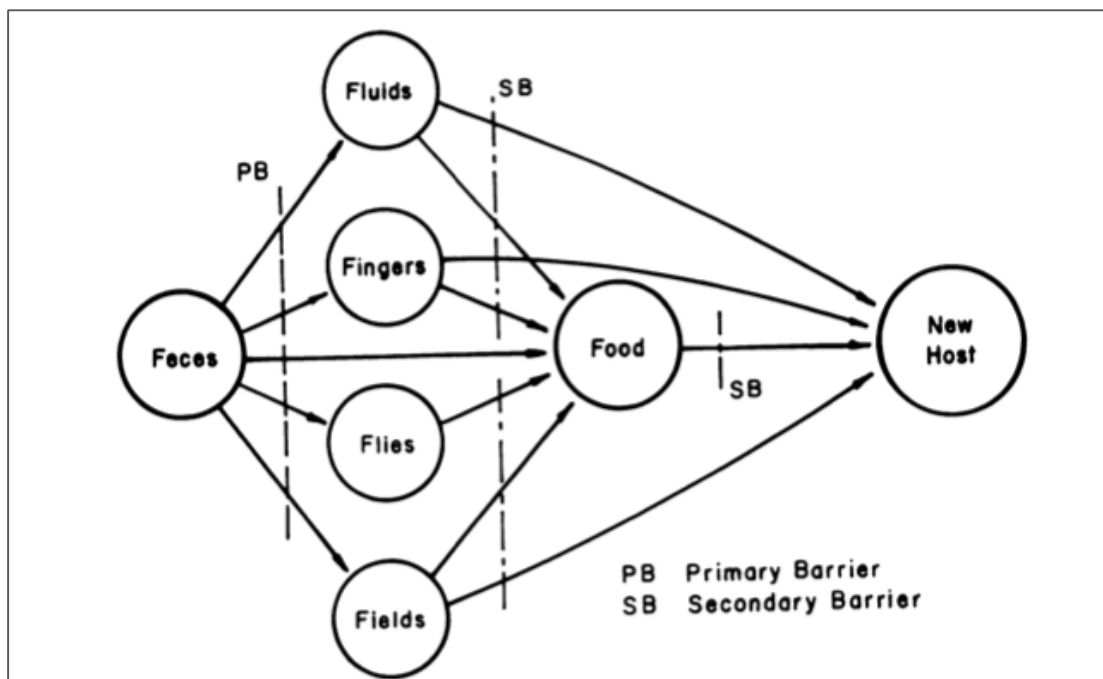 Fluids
SB
PB
Fingers
Feces
Food
New
Host
SB
Flies
Fields
PB Primary Barrier
SB Secondary Barrier